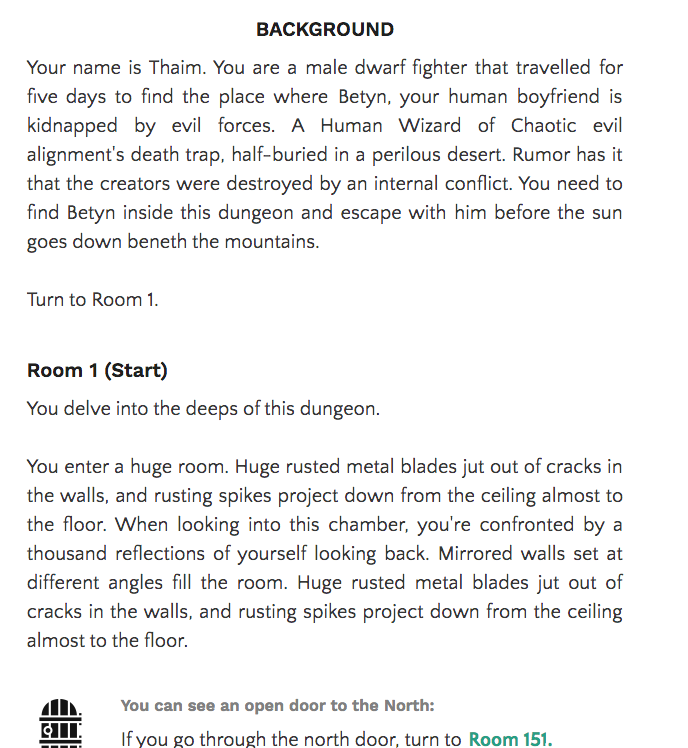 BACKGROUND
Your name is Thaim. You are a male dwarf fighter that travelled for
five days to find the place where Betyn, your human boyfriend is
kidnapped by evil forces. A Human Wizard of Chaotic evil
alignment's death trap, half-buried in a perilous desert. Rumor has it
that the creators were destroyed by an internal conflict. You need to
find Betyn inside this dungeon and escape with him before the sun
goes down beneth the mountains.
Turn to Room 1.
Room 1 (Start)
You delve into the deeps of this dungeon.
You enter a huge room. Huge rusted metal blades jut out of cracks in
the walls, and rusting spikes project down from the ceiling almost to
the floor. When looking into this chamber, you're confronted by a
thousand reflections of yourself looking back. Mirrored walls set at
different angles fill the room. Huge rusted metal blades jut out of
cracks in the walls, and rusting spikes project down from the ceiling
almost to the floor.
You can see an open door to the North:
If you go through the north door, turn to Room 151.